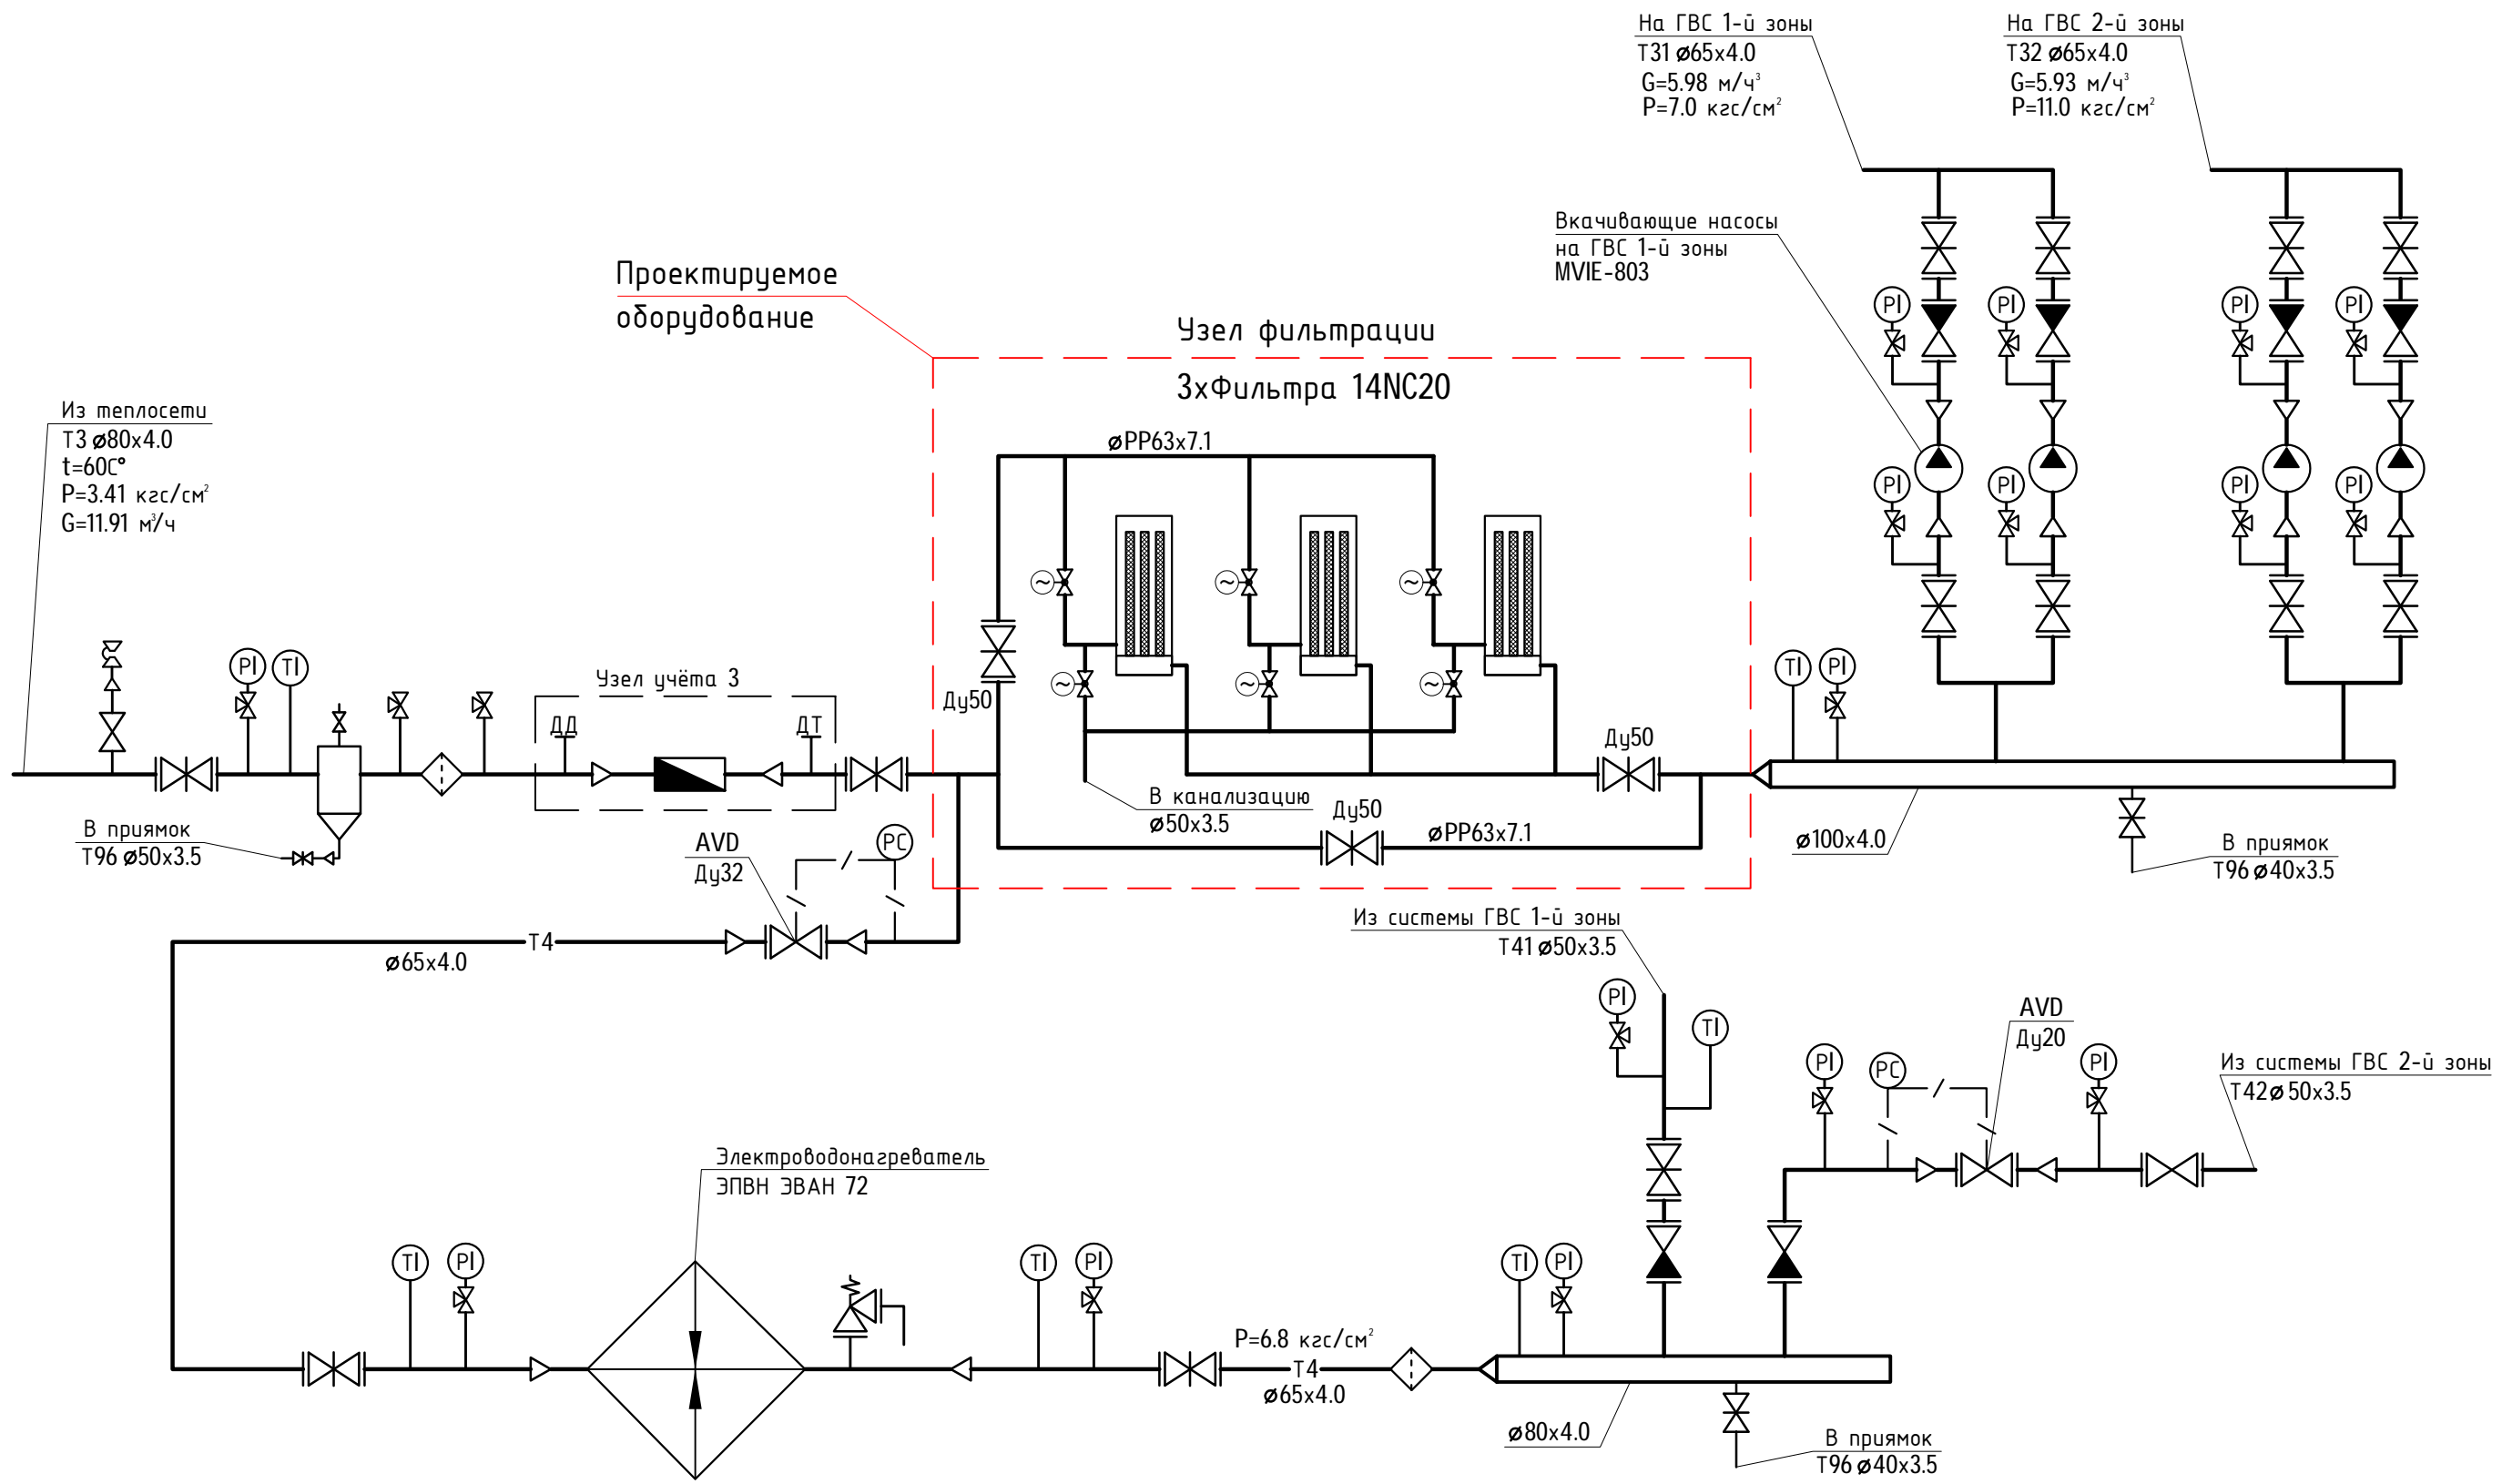 На ГВС 1-й зоны
Т31 ø65x4.0
G=5.98 м/ч³
P=7.0 кгс/см²
На ГВС 2-й зоны
Т32 ø65x4.0
G=5.93 м/ч³
P=11.0 кгс/см²
Вкачивающие насосы
на ГВС 1-й зоны
MVIE-803
Проектируемое
оборудование
Узел фильтрации
3хФильтра 14NC20
øPP63x7.1
Из теплосети
Т3 ø80x4.0
t=60С°
P=3.41 кгс/см²
G=11.91 м³/ч
PI
PI
PI
PI
PI
PI
PI
PI
~
~
~
~
~
~
PI
TI
Узел учёта 3
ДД
ДТ
Ду50
Ду50
TI
PI
В канализацию
ø50x3.5
Ду50
øPP63x7.1
В приямок
Т96 ø50x3.5
AVD
Ду32
PC
ø100x4.0
В приямок
Т96 ø40x3.5
Т4
ø65x4.0
Из системы ГВС 1-й зоны
Т41 ø50x3.5
PI
TI
AVD
Ду20
PI
PC
PI
Из системы ГВС 2-й зоны
Т42ø50x3.5
Электроводонагреватель
ЭПВН ЭВАН 72
TI
PI
TI
PI
TI
PI
P=6.8 кгс/см²
Т4
ø65x4.0
ø80x4.0
В приямок
Т96 ø40x3.5